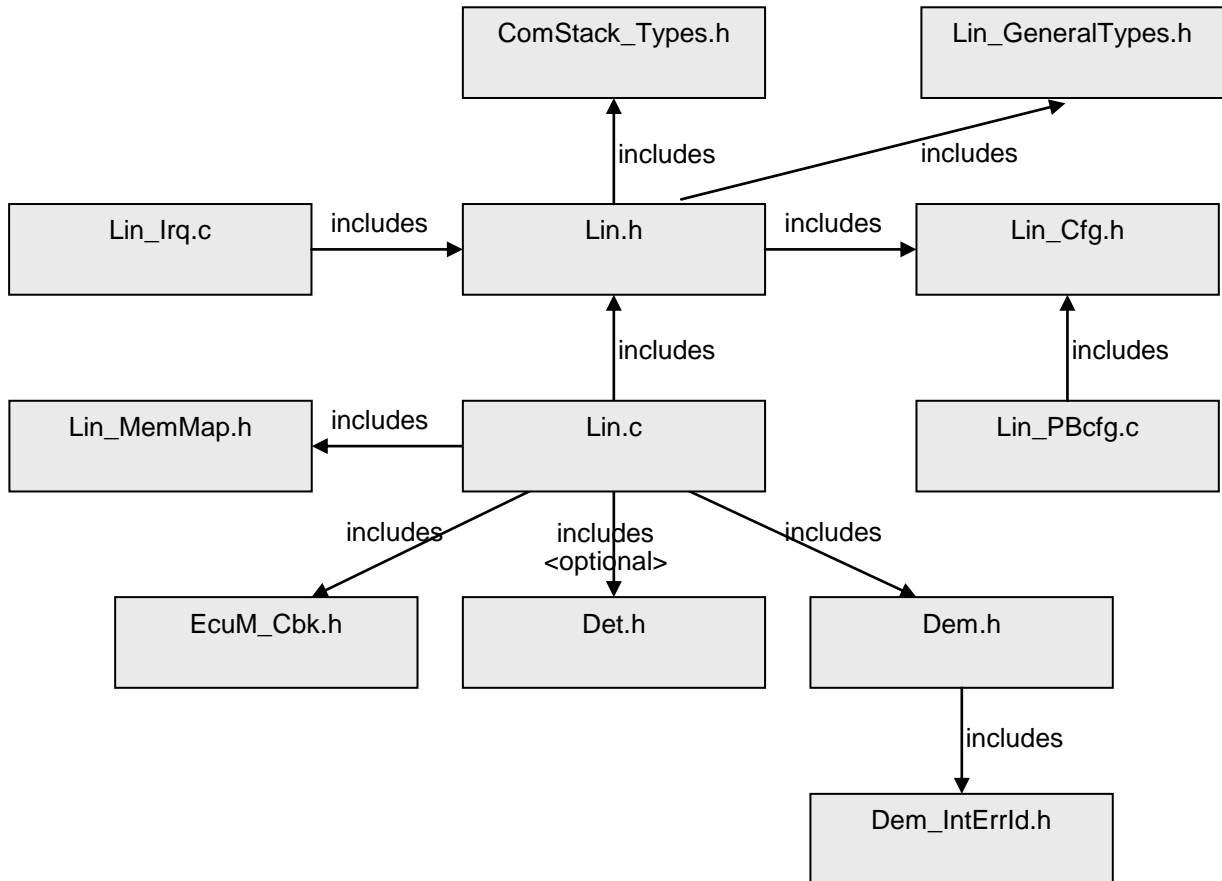 ComStack_Types.h
Lin_GeneralTypes.h
includes
includes
Lin_Irq.c
includes
Lin.h
includes
Lin_Cfg.h
includes
includes
Lin_MemMap.h
includes
Lin.c
Lin_PBcfg.c
includes
includes
<optional>
includes
EcuM_Cbk.h
Det.h
Dem.h
includes
Dem_IntErrId.h